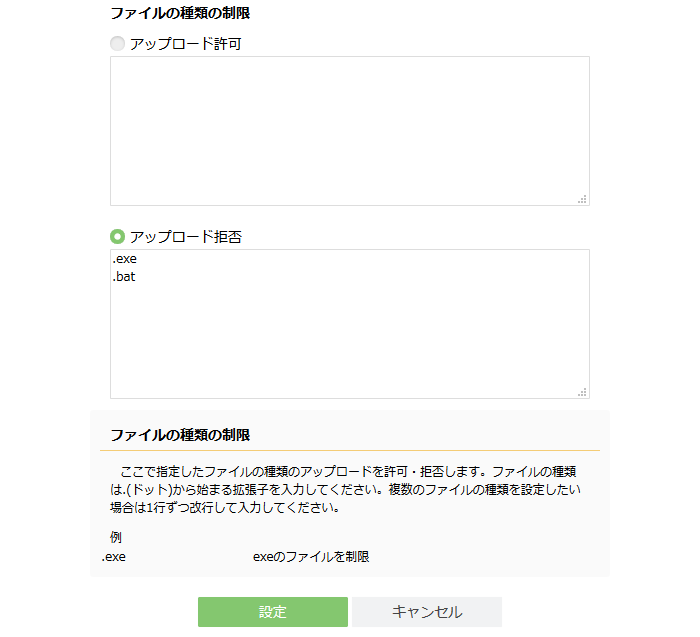 ファイルの種類の制限
アップロード許可
アップロード拒否
.exe
.bat
ファイルの種類の制限
ここで指定したファイルの種類のアップロードを許可・拒否します。ファイルの種類
は.(ドット)から始まる拡張子を入力してください。複数のファイルの種類を設定したい
場合は1行ずつ改行して入力してください。
例
.exe exeのファイルを制限
設定 キャンセル